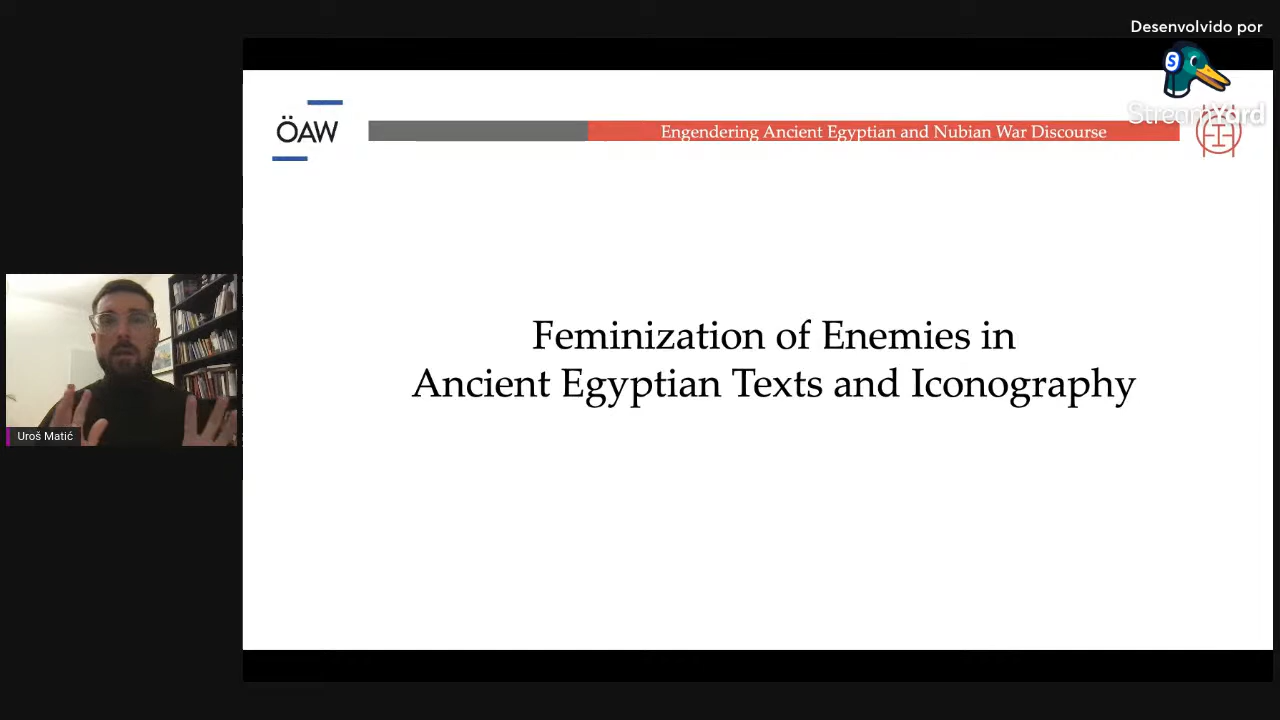 Desenvolvido por
StreamYard
ÖAW
Engendering Ancient Egyptian and Nubian War Discourse
Feminization of Enemies in
Ancient Egyptian Texts and Iconography
Uroš Matić